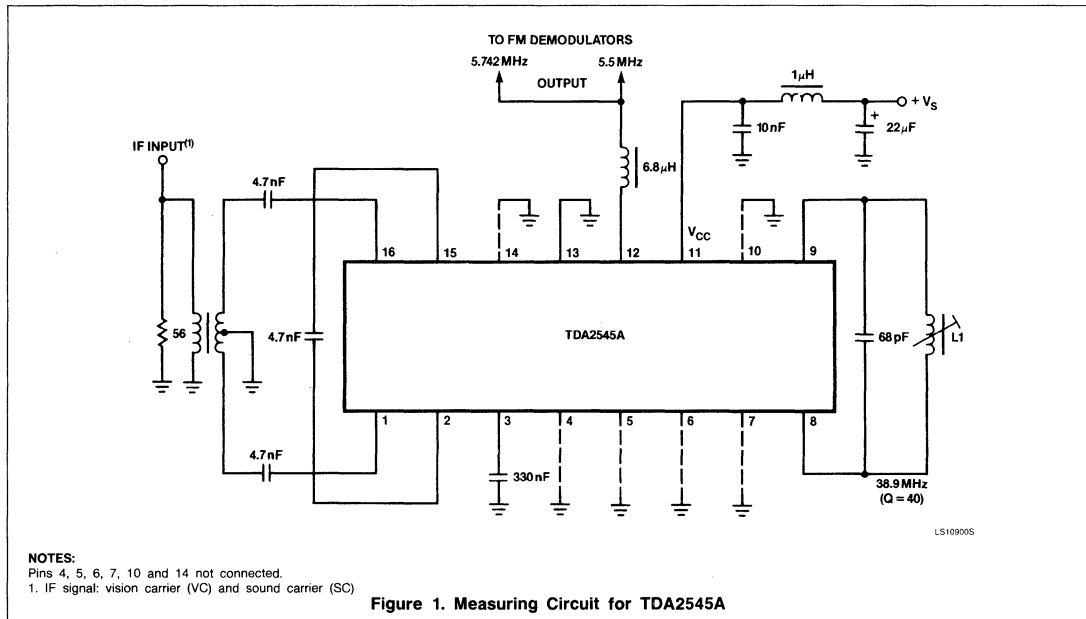 TO FM DEMODULATORS
5.742 MHz 5.5 MHz
OUTPUT
1μH
+ VS
10nF
+
22μF
IF INPUT(1)
4.7nF
6.8μH
VCC
16 15 14 13 12 11 10 9
56
4.7nF
TDA2545A
68pF
L1
1 2 3 4 5 6 7 8
4.7nF
330nF
38.9MHz
(Q = 40)
LS10900S
NOTES:
Pins 4, 5, 6, 7, 10 and 14 not connected.
1. IF signal: vision carrier (VC) and sound carrier (SC)
Figure 1. Measuring Circuit for TDA2545A